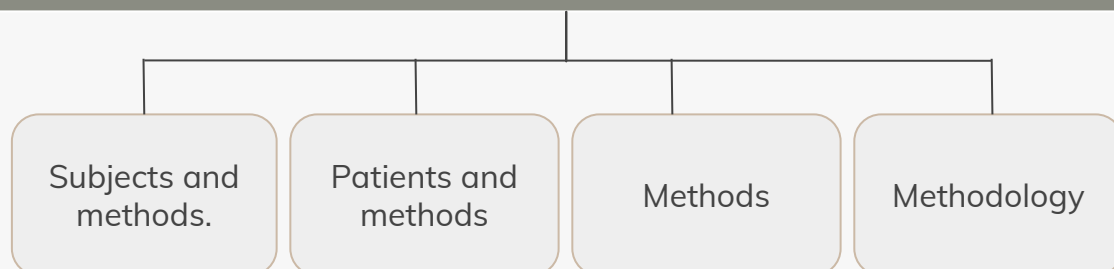 Subjects and
methods.
Patients and
methods
Methods
Methodology